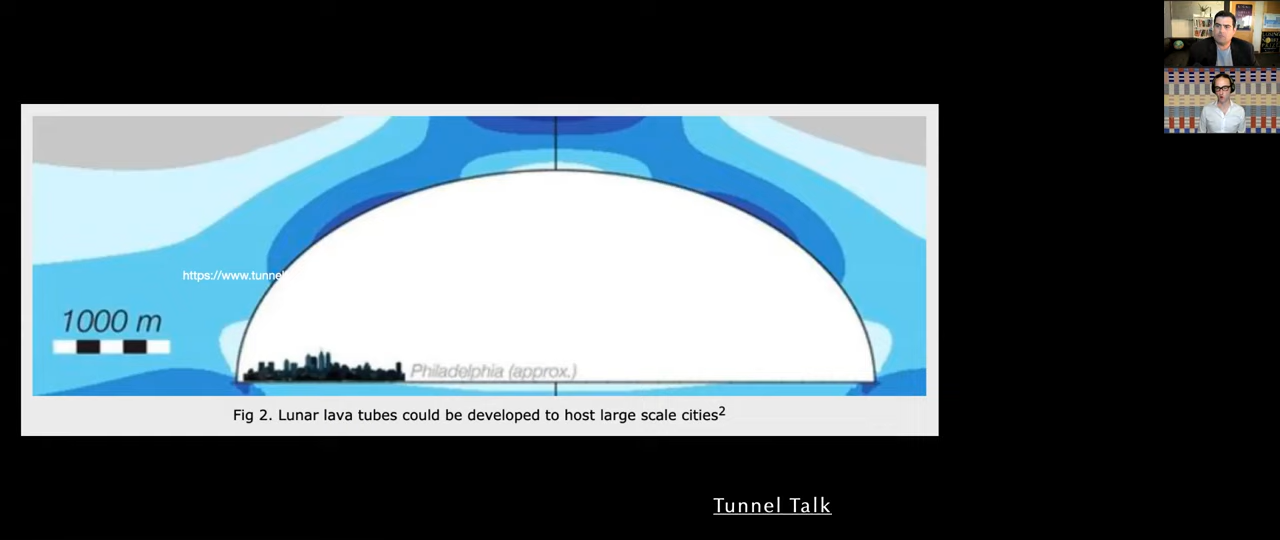 https://www.tunnel
1000 m
Philadelphia (approx.)
Fig 2. Lunar lava tubes could be developed to host large scale cities2
Tunnel Talk